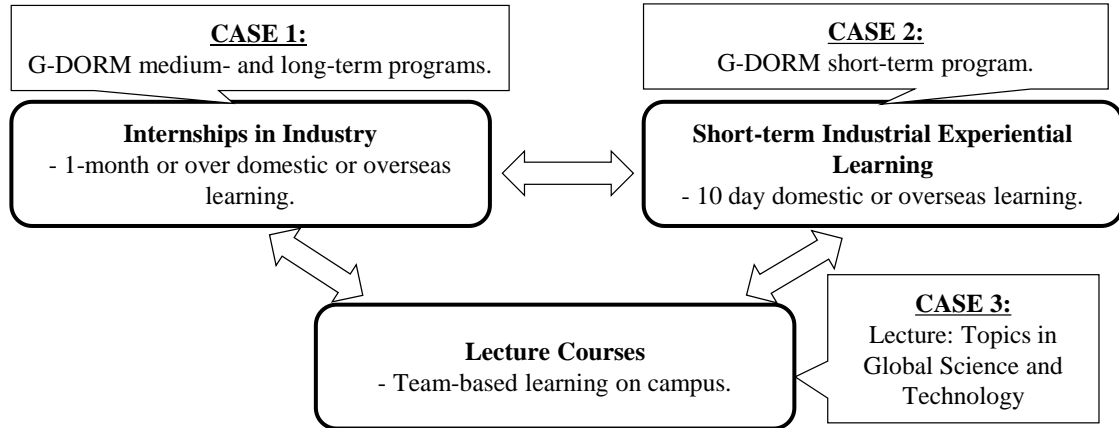 CASE 1:
G-DORM medium- and long-term programs.
CASE 2:
G-DORM short-term program.
Internships in Industry
- 1-month or over domestic or overseas
learning.
Short-term Industrial Experiential
Learning
- 10 day domestic or overseas learning.
Lecture Courses
- Team-based learning on campus.
CASE 3:
Lecture: Topics in
Global Science and
Technology